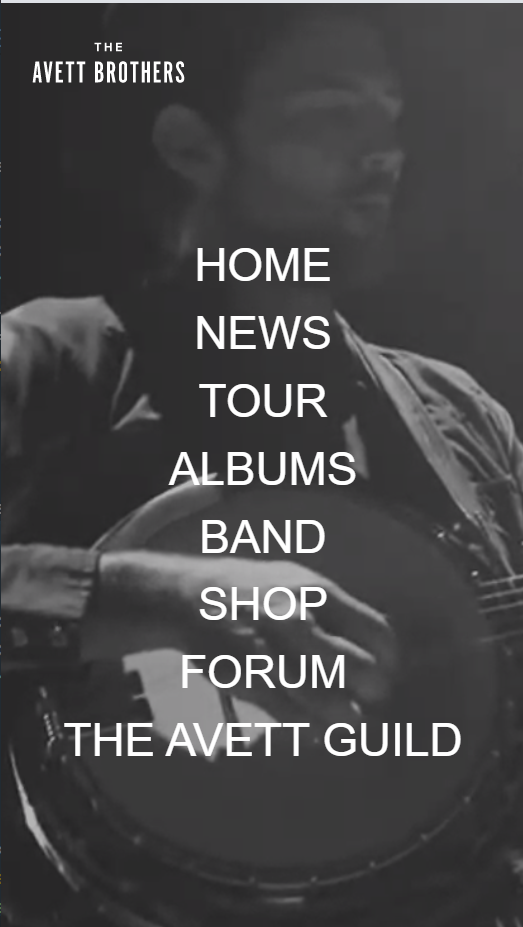 THE
AVETT BROTHERS
HOME
NEWS
TOUR
ALBUMS
BAND
SHOP
FORUM
THE AVETT GUILD